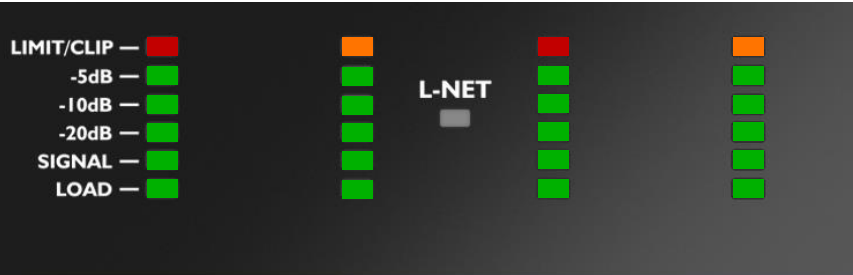 LIMIT/CLIP
-5dB
-10dB
-20dB
SIGNAL
LOAD
L-NET